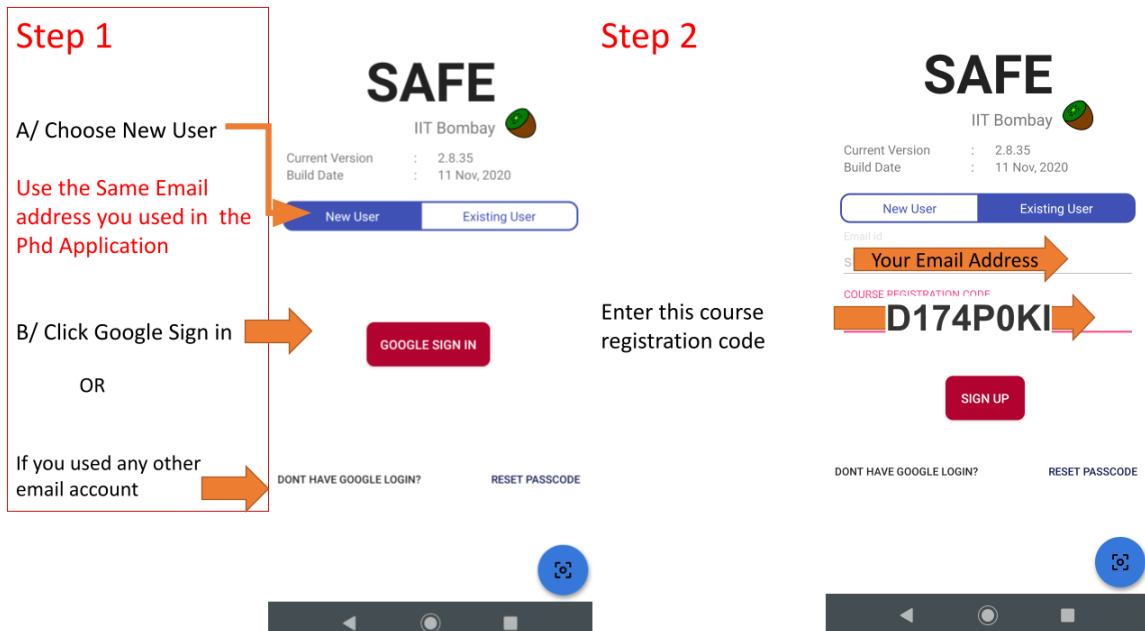 Step 1
A/ Choose New User
Use the Same Email
address you used in the
Phd Application
B/ Click Google Sign in
OR
If you used any other
email account
SAFE
IIT Bombay
Current Version : 2.8.35
Build Date : 11 Nov, 2020
New User Existing User
GOOGLE SIGN IN
DONT HAVE GOOGLE LOGIN? RESET PASSCODE
Step 2
Enter this course
registration code
SAFE
IIT Bombay
Current Version : 2.8.35
Build Date : 11 Nov, 2020
New User Existing User
Email id
Your Email Address
COURSE REGISTRATION CODE
D174P0KI
SIGN UP
DONT HAVE GOOGLE LOGIN? RESET PASSCODE